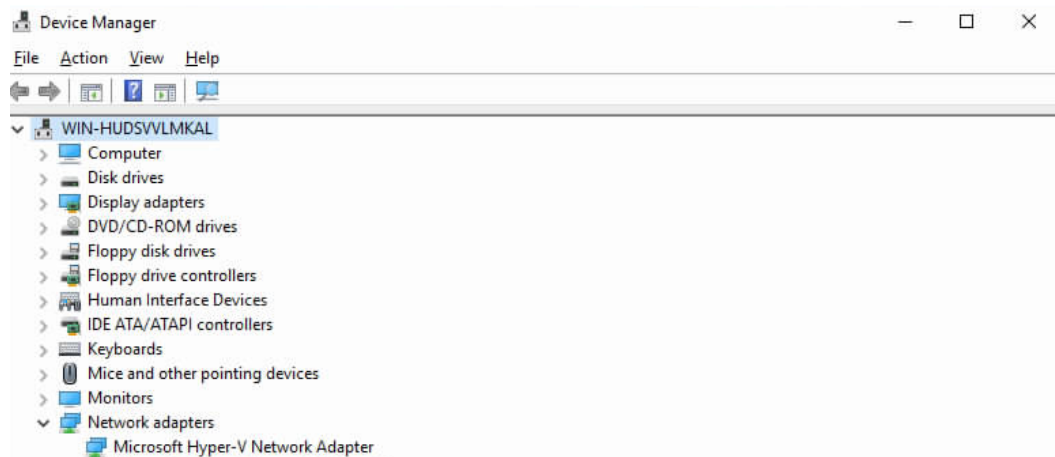 Device Manager
File Action View Help
WIN-HUDSVVLMKAL
Computer
Disk drives
Display adapters
DVD/CD-ROM drives
Floppy disk drives
Floppy drive controllers
Human Interface Devices
IDE ATA/ATAPI controllers
Keyboards
Mice and other pointing devices
Monitors
Network adapters
Microsoft Hyper-V Network Adapter